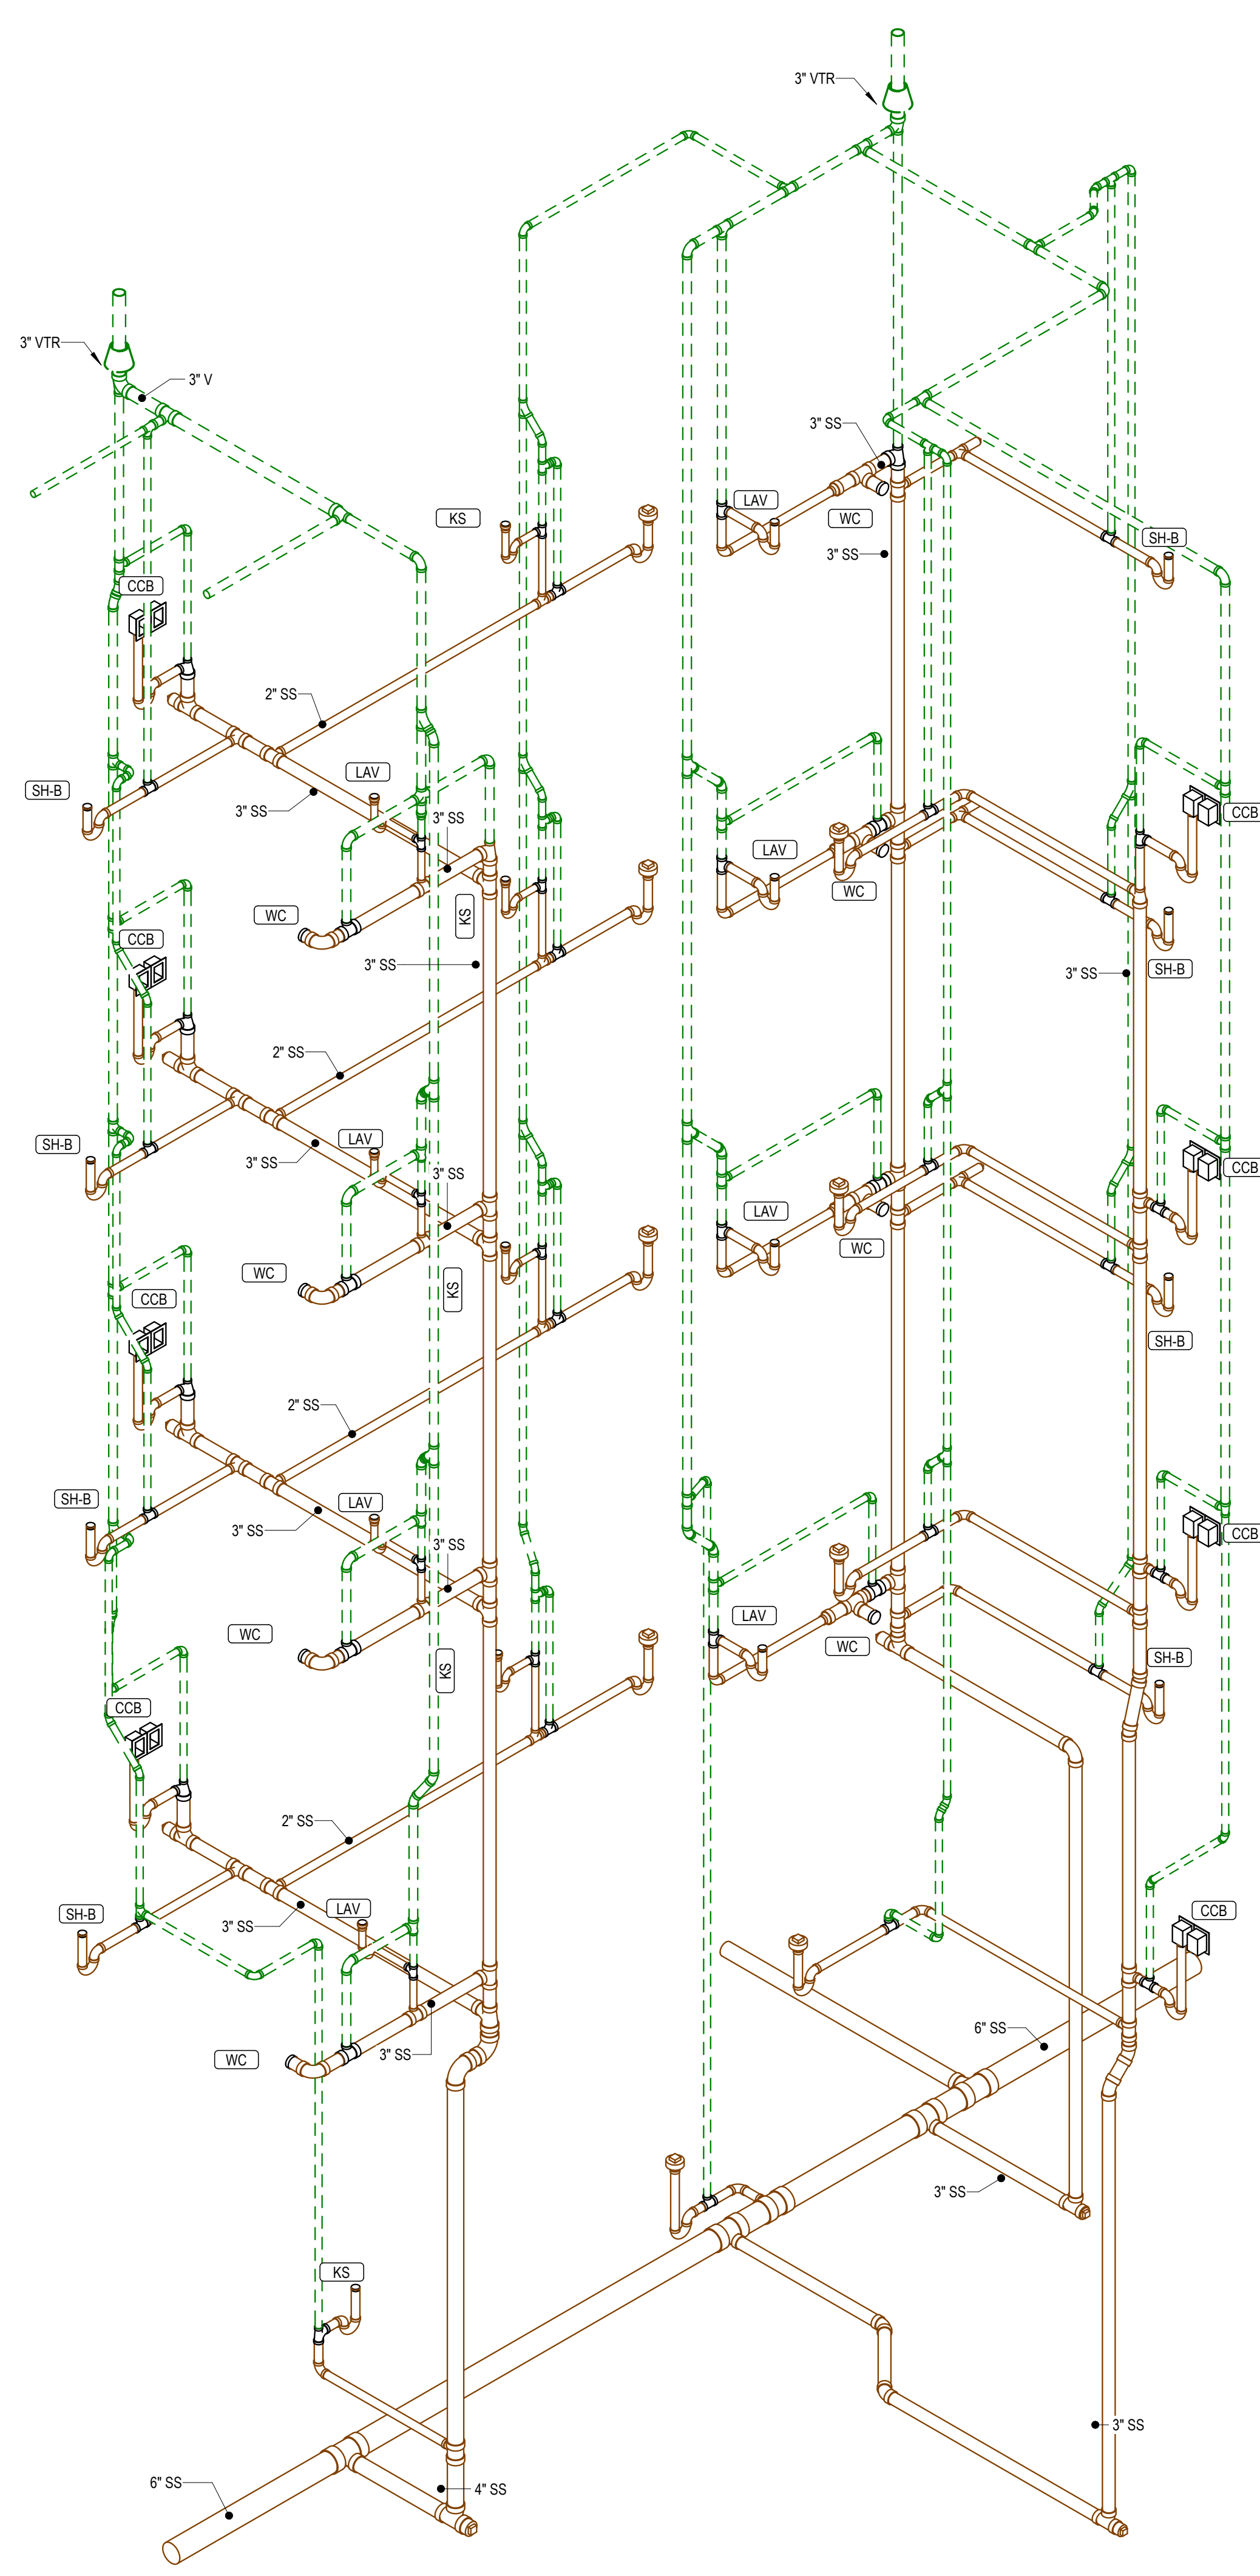 3" VTR
3" VTR
3" V
3" SS
KS
LAV
WC
SH-B
3" SS
CCB
2" SS
LAV
SH-B
3" SS
3" SS
CCB
LAV
WC
KS
WC
3" SS
CCB
3" SS
SH-B
2" SS
LAV
SH-B
3" SS
3" SS
CCB
LAV
WC
WC
KS
CCB
SH-B
2" SS
SH-B
LAV
3" SS
3" SS
CCB
LAV
WC
WC
SH-B
KS
CCB
2" SS
LAV
CCB
SH-B
3" SS
6" SS
3" SS
WC
3" SS
KS
3" SS
6" SS
4" SS